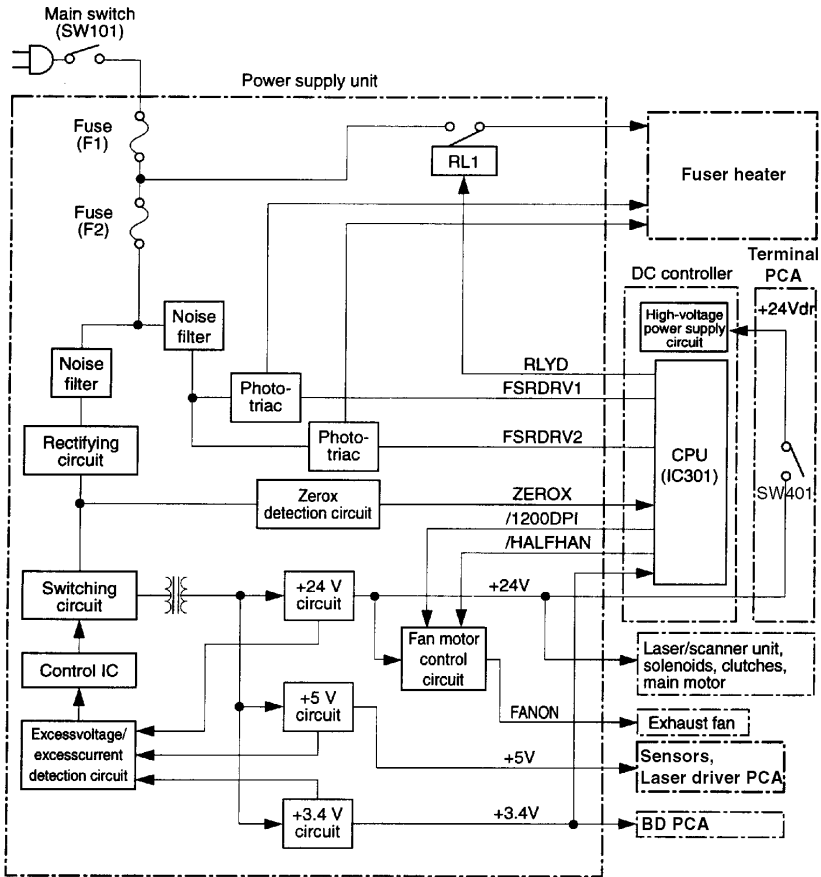 Main switch
(SW101)
Power supply unit
Fuse
(F1)
RL1
Fuser heater
Fuse
(F2)
Terminal
PCA
DC controller
+24Vdr
High-voltage
power supply
circuit
Noise
filter
Noise
filter
RLYD
Photo-
triac
FSRDRV1
Photo-
triac
FSRDRV2
CPU
(IC301)
Rectifying
circuit
SW401
Zerox
detection circuit
ZEROX
/1200DPI
/HALFHAN
Switching
circuit
+24 V
circuit
+24V
Fan motor
control
circuit
Laser/scanner unit,
solenoids, clutches,
main motor
Control IC
+5 V
circuit
FANON
Exhaust fan
Excessvoltage/
excesscurrent
detection circuit
+5V
Sensors,
Laser driver PCA
+3.4 V
circuit
+3.4V
BD PCA